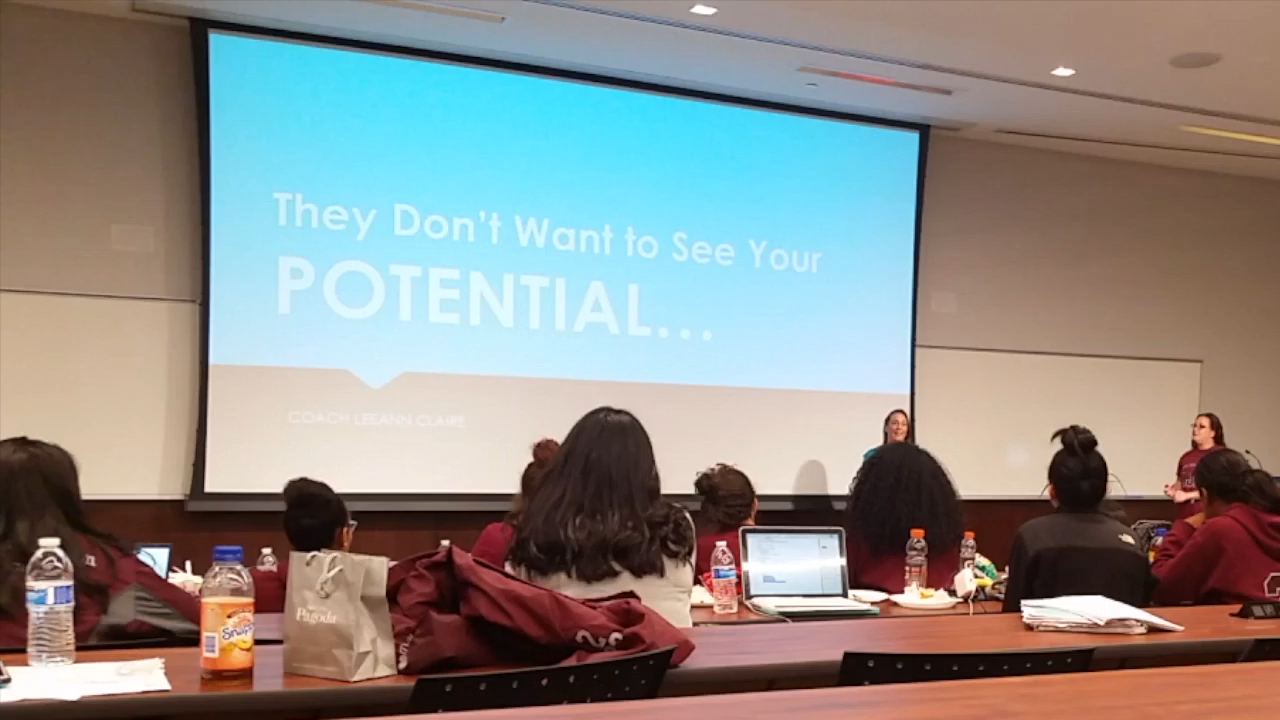 They Don't Want to See Your
POTENTIAL...
COACH LEEANN CLAIRE
Snapple
Pagoda